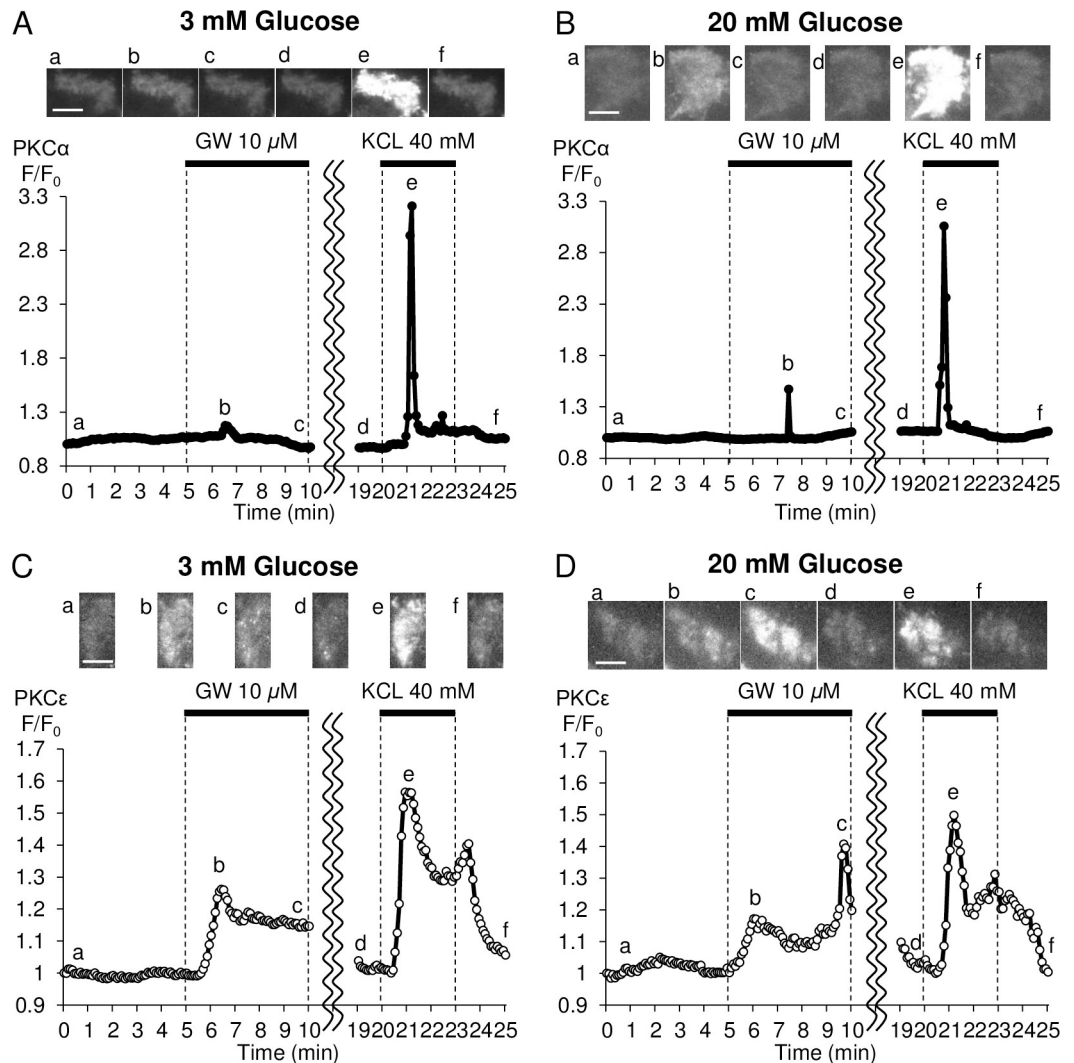 A 3 mM Glucose
a b c d e f
GW 10 µM KCL 40 mM
PKCα
F/F0
3.3
2.8
2.3
1.8
1.3
0.8
e
a b c d f
0 1 2 3 4 5 6 7 8 9 10 19 20 21 22 23 24 25
Time (min)
B 20 mM Glucose
a b c d e f
GW 10 µM KCL 40 mM
PKCα
F/F0
3.3
2.8
2.3
1.8
1.3
0.8
e
b
a c d f
0 1 2 3 4 5 6 7 8 9 10 19 20 21 22 23 24 25
Time (min)
C 3 mM Glucose
a b c d e f
GW 10 µM KCL 40 mM
PKCε
F/F0
1.7
1.6
1.5
1.4
1.3
1.2
1.1
1
0.9
e
b
a c d f
0 1 2 3 4 5 6 7 8 9 10 19 20 21 22 23 24 25
Time (min)
D 20 mM Glucose
a b c d e f
GW 10 µM KCL 40 mM
PKCε
F/F0
1.7
1.6
1.5
1.4
1.3
1.2
1.1
1
0.9
e
c
b
a d f
0 1 2 3 4 5 6 7 8 9 10 19 20 21 22 23 24 25
Time (min)